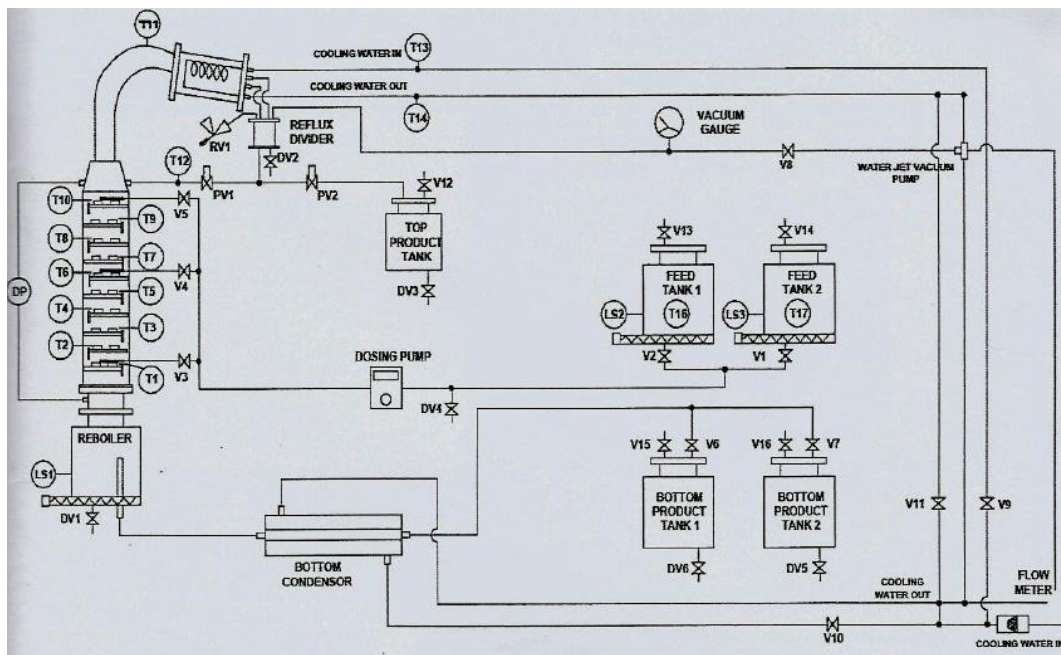 T11
COOLING WATER IN
T13
COOLING WATER OUT
T14
RV1
REFLUX
DIVIDER
DV2
VACUUM
GAUGE
V8
WATER JET VACUUM
PUMP
T12
PV1
PV2
V12
T10
V5
T9
TOP
PRODUCT
TANK
V13
V14
T8
T7
T6
V4
FEED
TANK 1
FEED
TANK 2
DP
T5
DV3
T4
LS2
T16
LS3
T17
T3
T2
V3
DOSING PUMP
V2
V1
T1
DV4
REBOILER
V15
V6
V16
V7
LS1
DV1
BOTTOM
PRODUCT
TANK 1
BOTTOM
PRODUCT
TANK 2
V11
V9
BOTTOM
CONDENSOR
DV6
DV5
COOLING
WATER OUT
FLOW
METER
V10
COOLING WATER IN